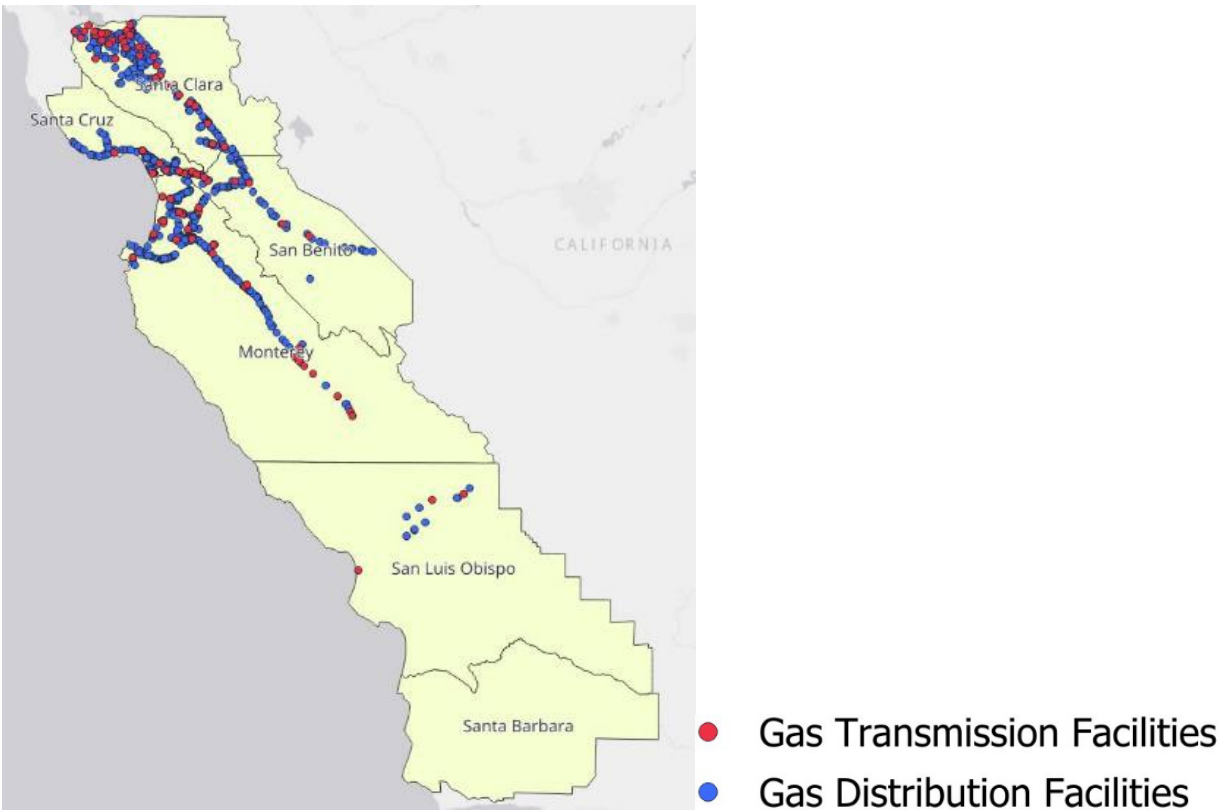 Santa Clara
Santa Cruz
CALIFORNIA
San Benito
Monterey
San Luis Obispo
Santa Barbara
Gas Transmission Facilities
Gas Distribution Facilities